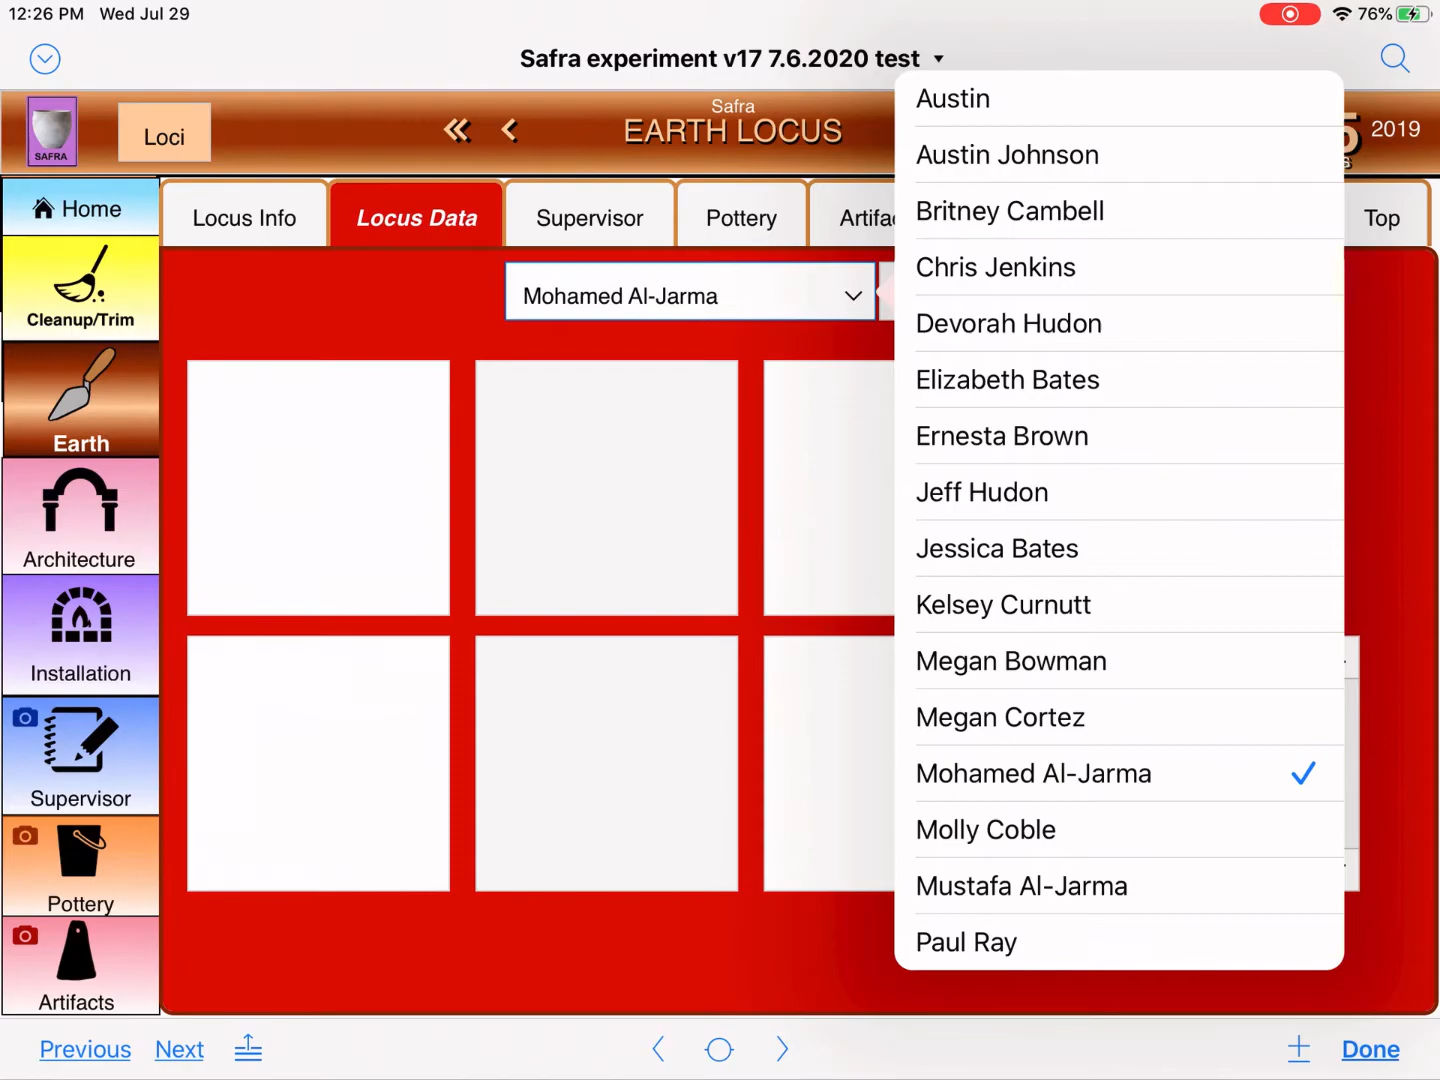 12:26 PM Wed Jul 29
76%
Safra experiment v17 7.6.2020 test
SAFRA
Loci
Safra
EARTH LOCUS
2019
Home
Locus Info
Locus Data
Supervisor
Pottery
Top
Mohamed Al-Jarma
Austin
Austin Johnson
Britney Cambell
Chris Jenkins
Devorah Hudon
Elizabeth Bates
Ernesta Brown
Jeff Hudon
Jessica Bates
Kelsey Curnutt
Megan Bowman
Megan Cortez
Mohamed Al-Jarma
Molly Coble
Mustafa Al-Jarma
Paul Ray
Cleanup/Trim
Earth
Architecture
Installation
Supervisor
Pottery
Artifacts
Previous
Next
Done